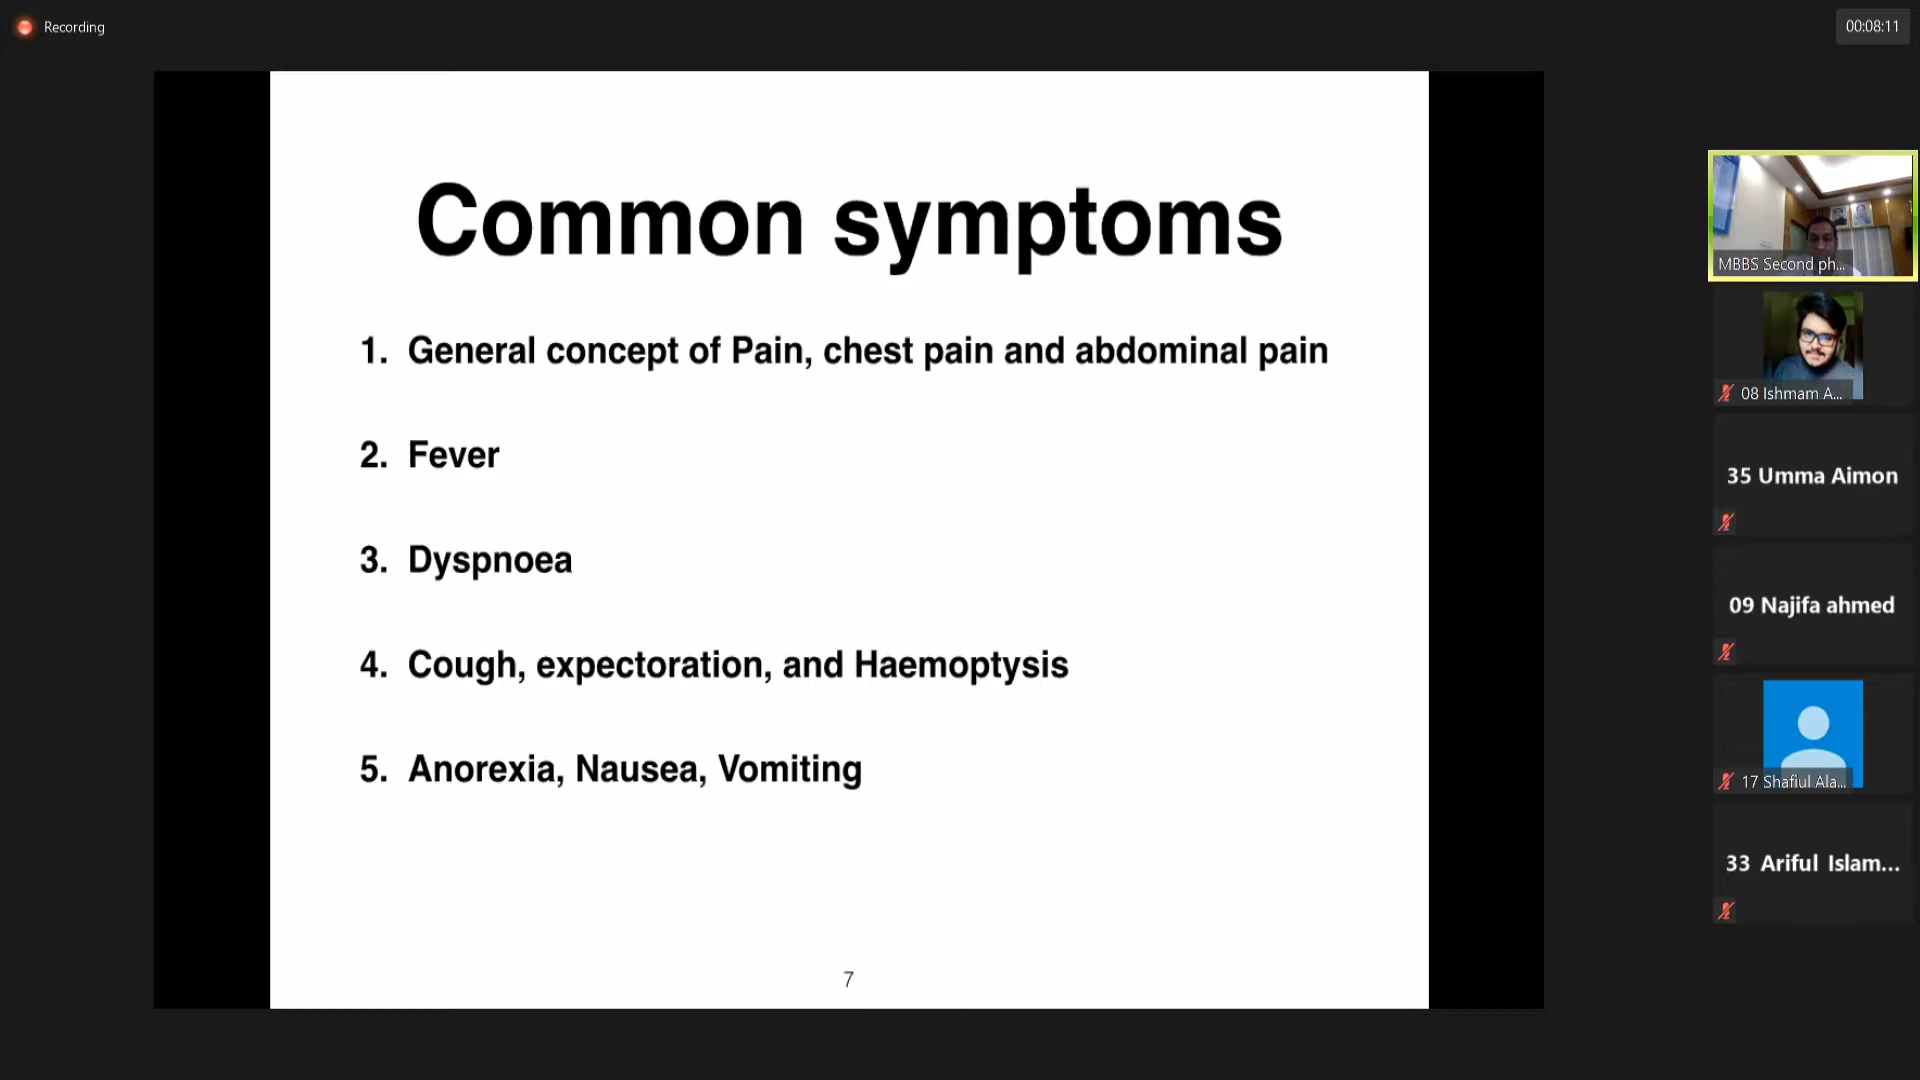 Recording
00:08:11
Common symptoms
1. General concept of Pain, chest pain and abdominal pain
2. Fever
3. Dyspnoea
4. Cough, expectoration, and Haemoptysis
5. Anorexia, Nausea, Vomiting
7
MBBS Second ph...
08 Ishmam A...
35 Umma Aimon
09 Najifa ahmed
17 Shafiul Ala...
33 Ariful Islam...